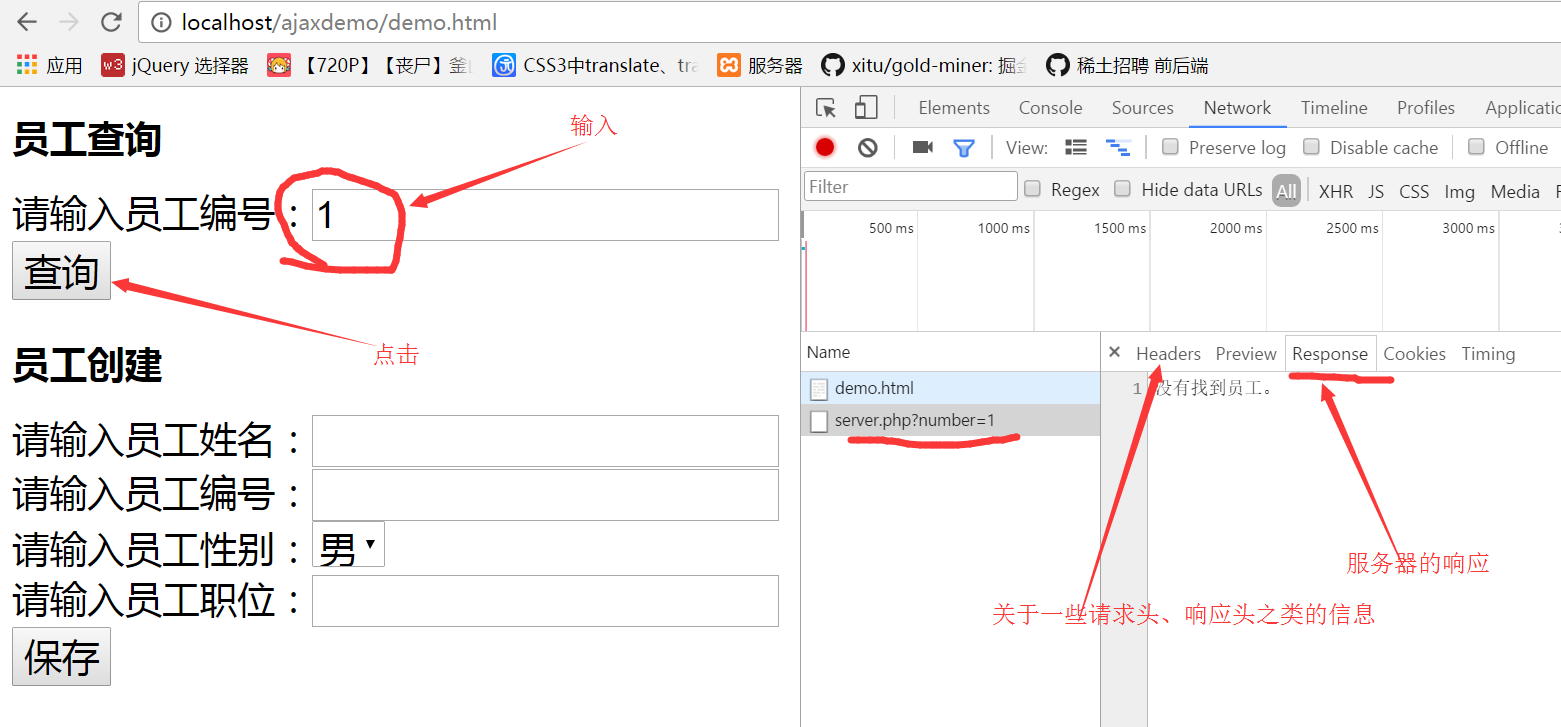 localhost/ajaxdemo/demo.html
应用 jQuery 选择器 【720P】【丧尸】釜 CSS3中translate、tra 服务器 xitu/gold-miner: 掘金 稀土招聘 前后端
员工查询
输入
请输入员工编号：1
查询
点击
员工创建
请输入员工姓名：
请输入员工编号：
请输入员工性别：男
请输入员工职位：
保存
Elements Console Sources Network Timeline Profiles Applicatio
View: Preserve log Disable cache Offline
Filter Regex Hide data URLs All XHR JS CSS Img Media F
500 ms 1000 ms 1500 ms 2000 ms 2500 ms 3000 ms
Name × Headers Preview Response Cookies Timing
demo.html
1 没有找到员工。
server.php?number=1
服务器的响应
关于一些请求头、响应头之类的信息